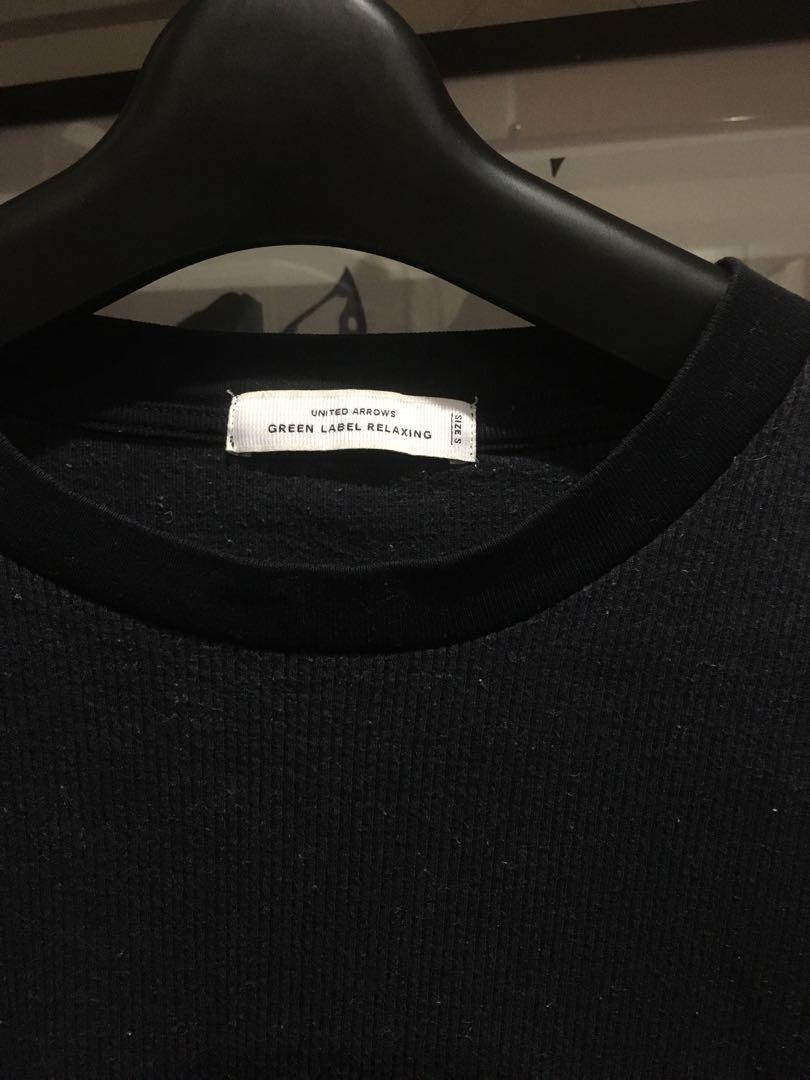 UNITED ARROWS
GREEN LABEL RELAXING
SIZE S